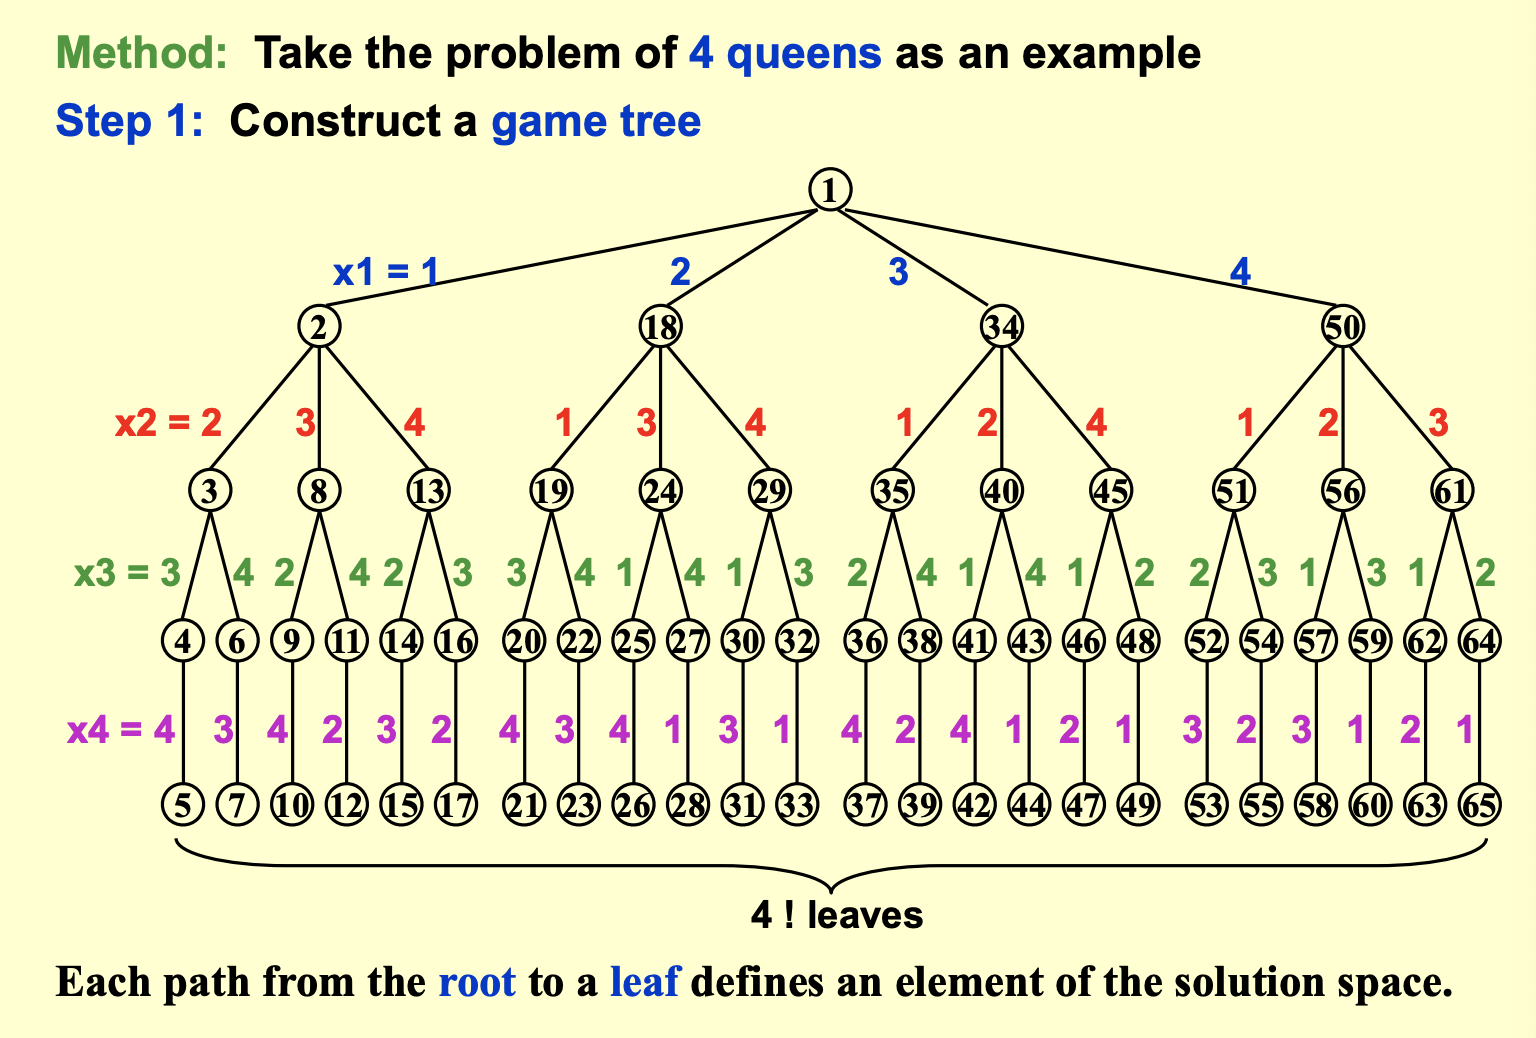 Method: Take the problem of 4 queens as an example
Step 1: Construct a game tree
1
x1 = 1 2 3 4
2 18 34 50
x2 = 2 3 4 1 3 4 1 2 4 1 2 3
3 8 13 19 24 29 35 40 45 51 56 61
x3 = 3 4 2 4 2 3 3 4 1 4 1 3 2 4 1 4 1 2 2 3 1 3 1 2
4 6 9 11 14 16 20 22 25 27 30 32 36 38 41 43 46 48 52 54 57 59 62 64
x4 = 4 3 4 2 3 2 4 3 4 1 3 1 4 2 4 1 2 1 3 2 3 1 2 1
5 7 10 12 15 17 21 23 26 28 31 33 37 39 42 44 47 49 53 55 58 60 63 65
4 ! leaves
Each path from the root to a leaf defines an element of the solution space.